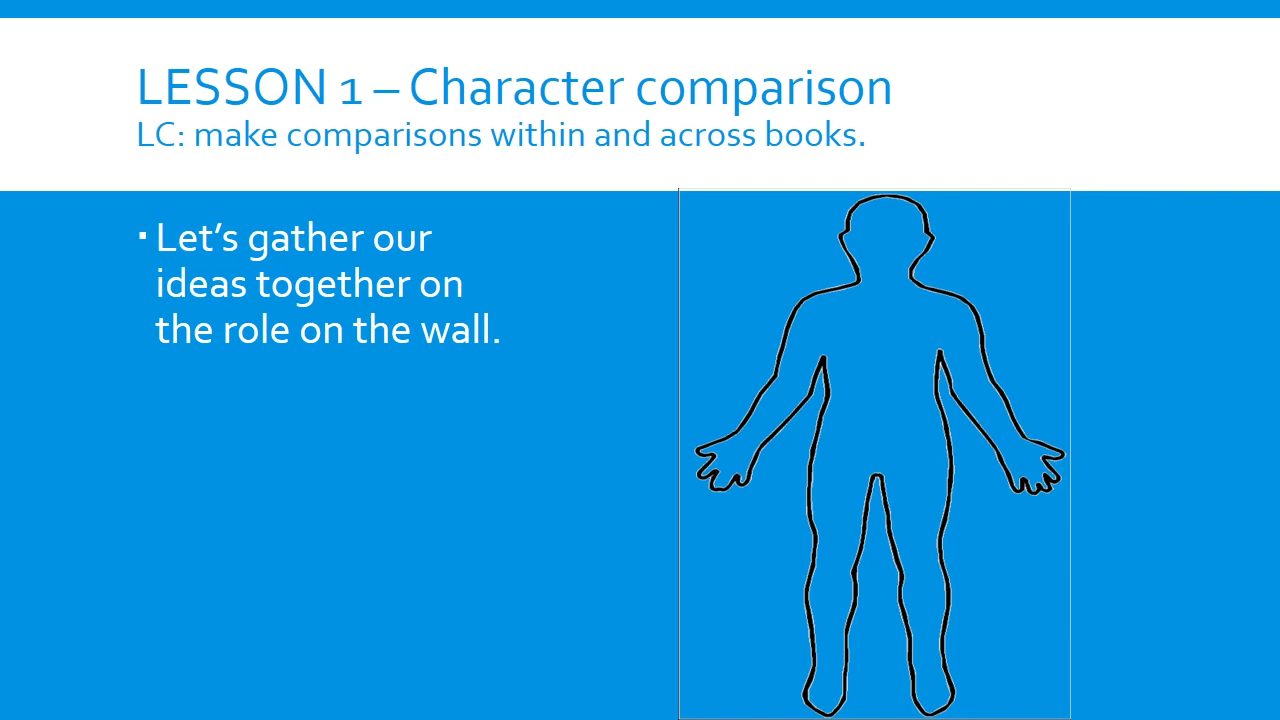 LESSON 1 – Character comparison
LC: make comparisons within and across books.
▪ Let’s gather our
ideas together on
the role on the wall.